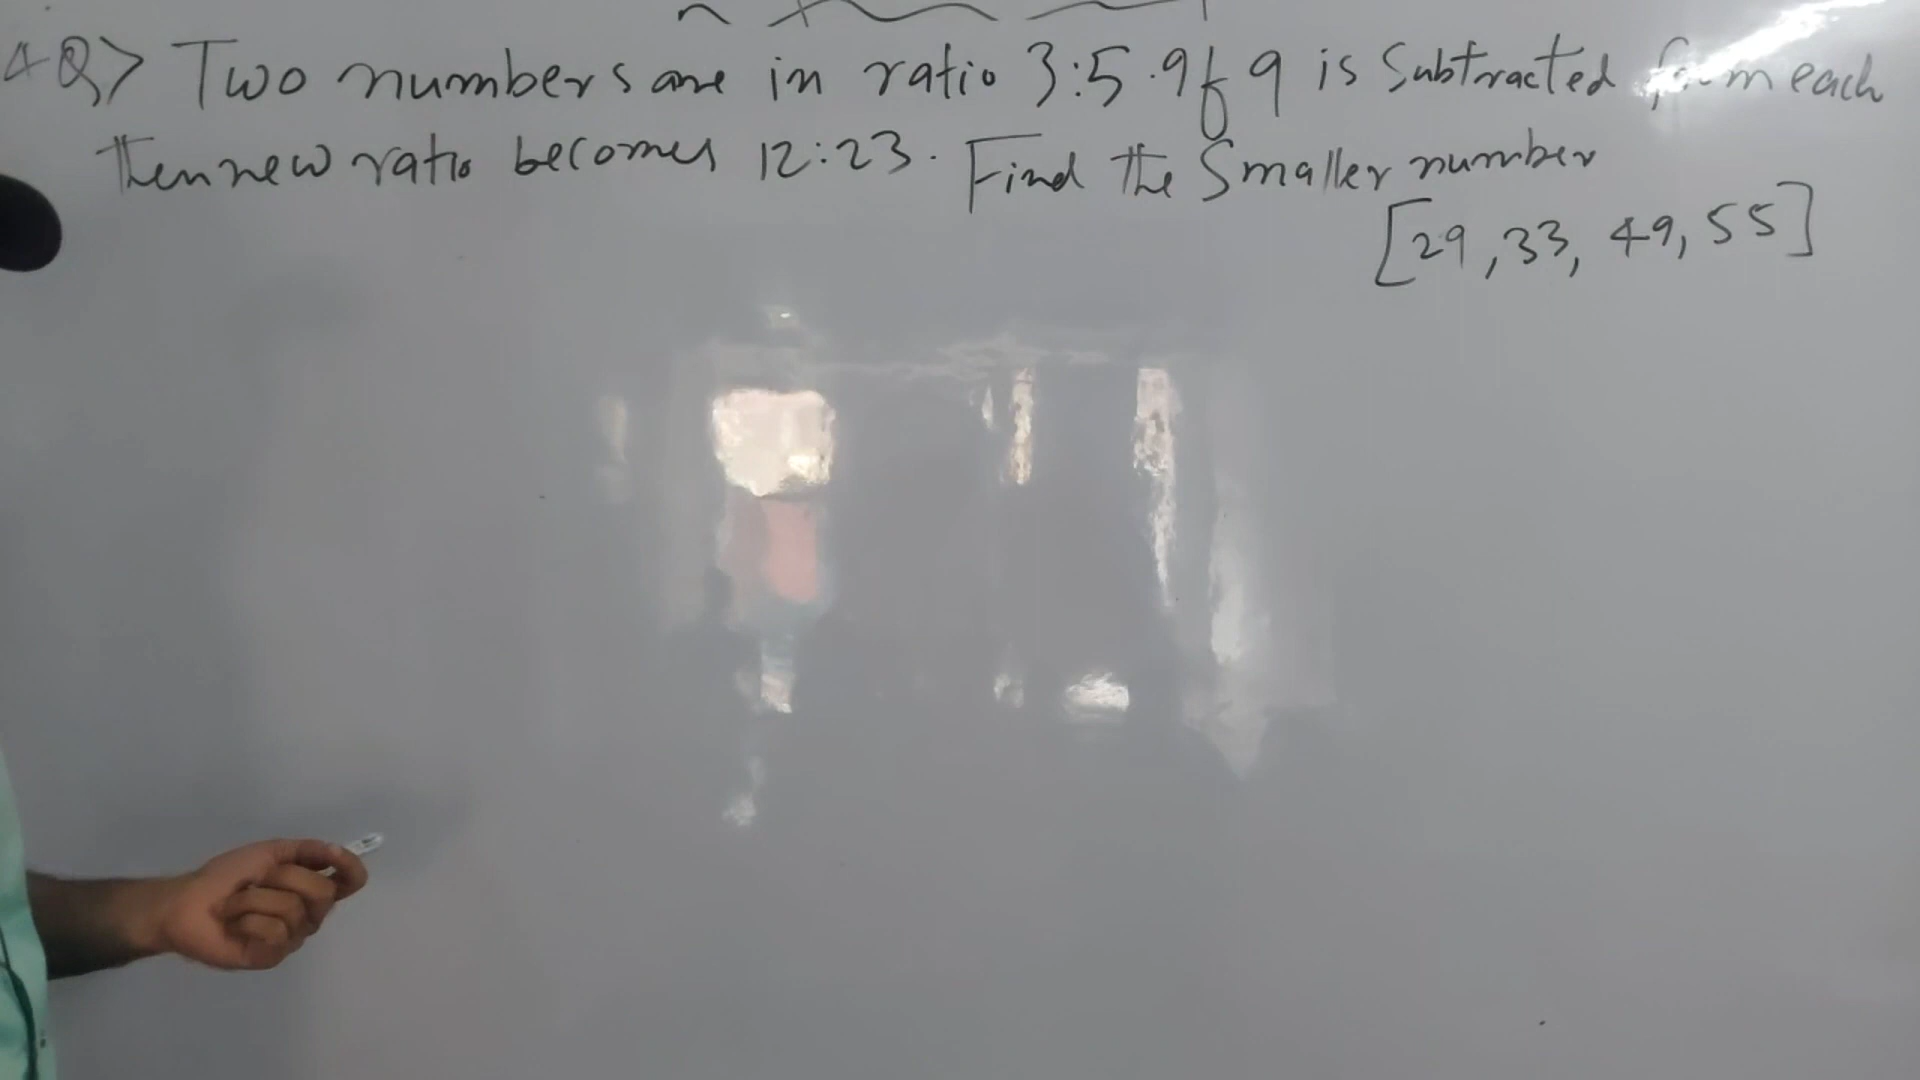 4Q> Two numbers are in ratio 3:5. If 9 is Subtracted from each
then new ratio becomes 12:23. Find the Smaller number
[29, 33, 49, 55]